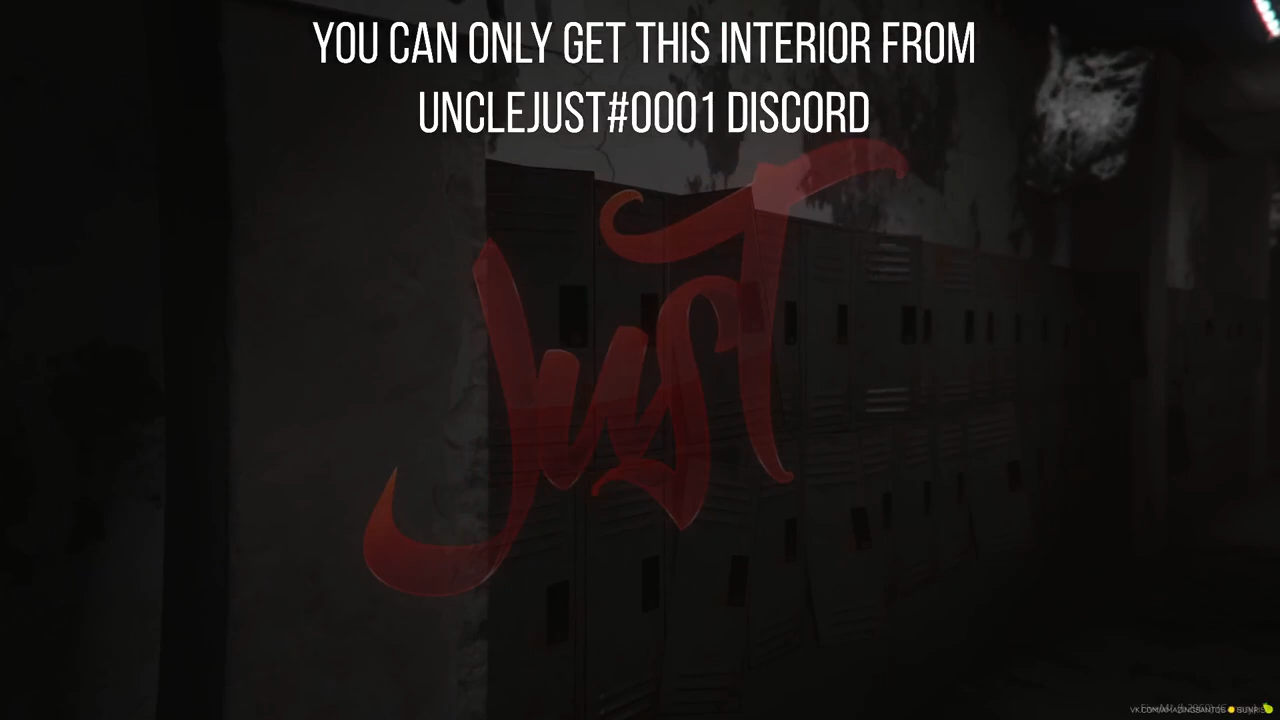 YOU CAN ONLY GET THIS INTERIOR FROM
UNCLEJUST#0001 DISCORD
JUST